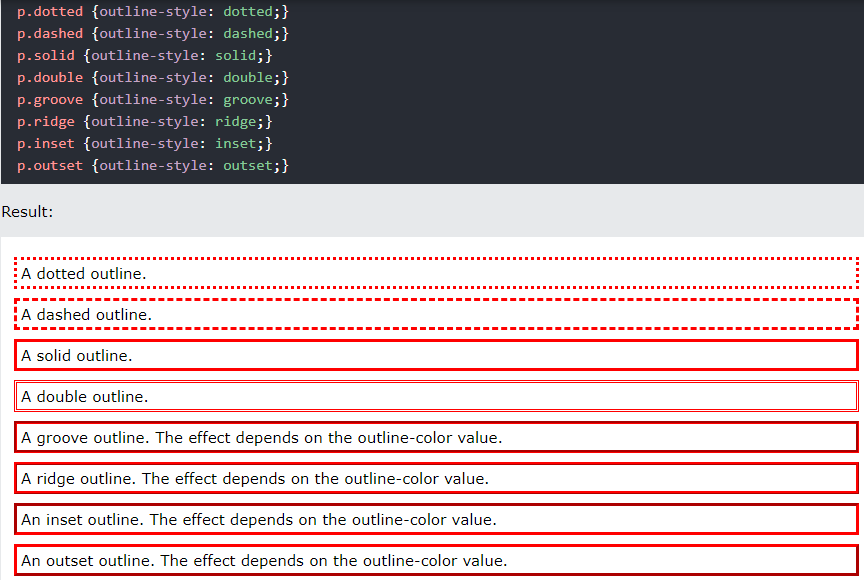 p.dotted {outline-style: dotted;}
p.dashed {outline-style: dashed;}
p.solid {outline-style: solid;}
p.double {outline-style: double;}
p.groove {outline-style: groove;}
p.ridge {outline-style: ridge;}
p.inset {outline-style: inset;}
p.outset {outline-style: outset;}
Result:
A dotted outline.
A dashed outline.
A solid outline.
A double outline.
A groove outline. The effect depends on the outline-color value.
A ridge outline. The effect depends on the outline-color value.
An inset outline. The effect depends on the outline-color value.
An outset outline. The effect depends on the outline-color value.